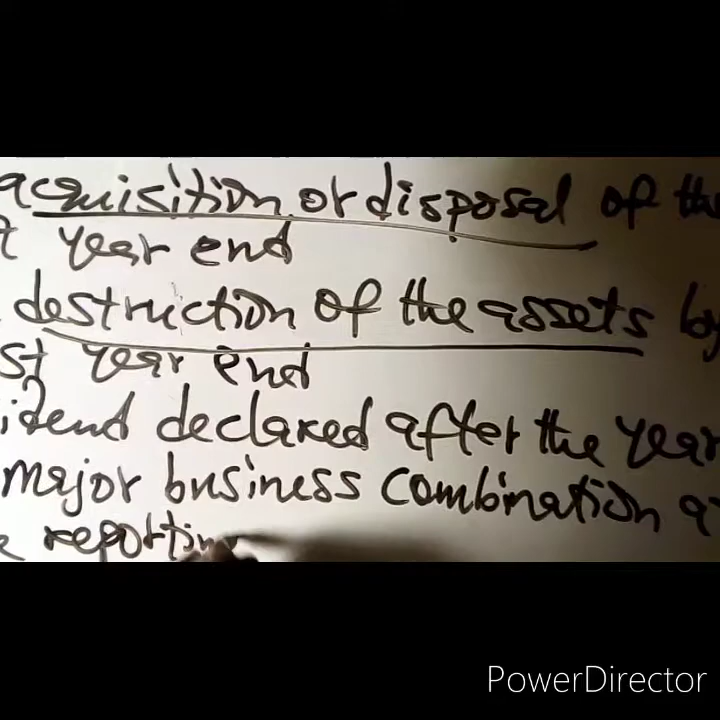 acquisition or disposal of the
year end
destruction of the assets by
st year end
idend declared after the year
major business combination
reporting
PowerDirector